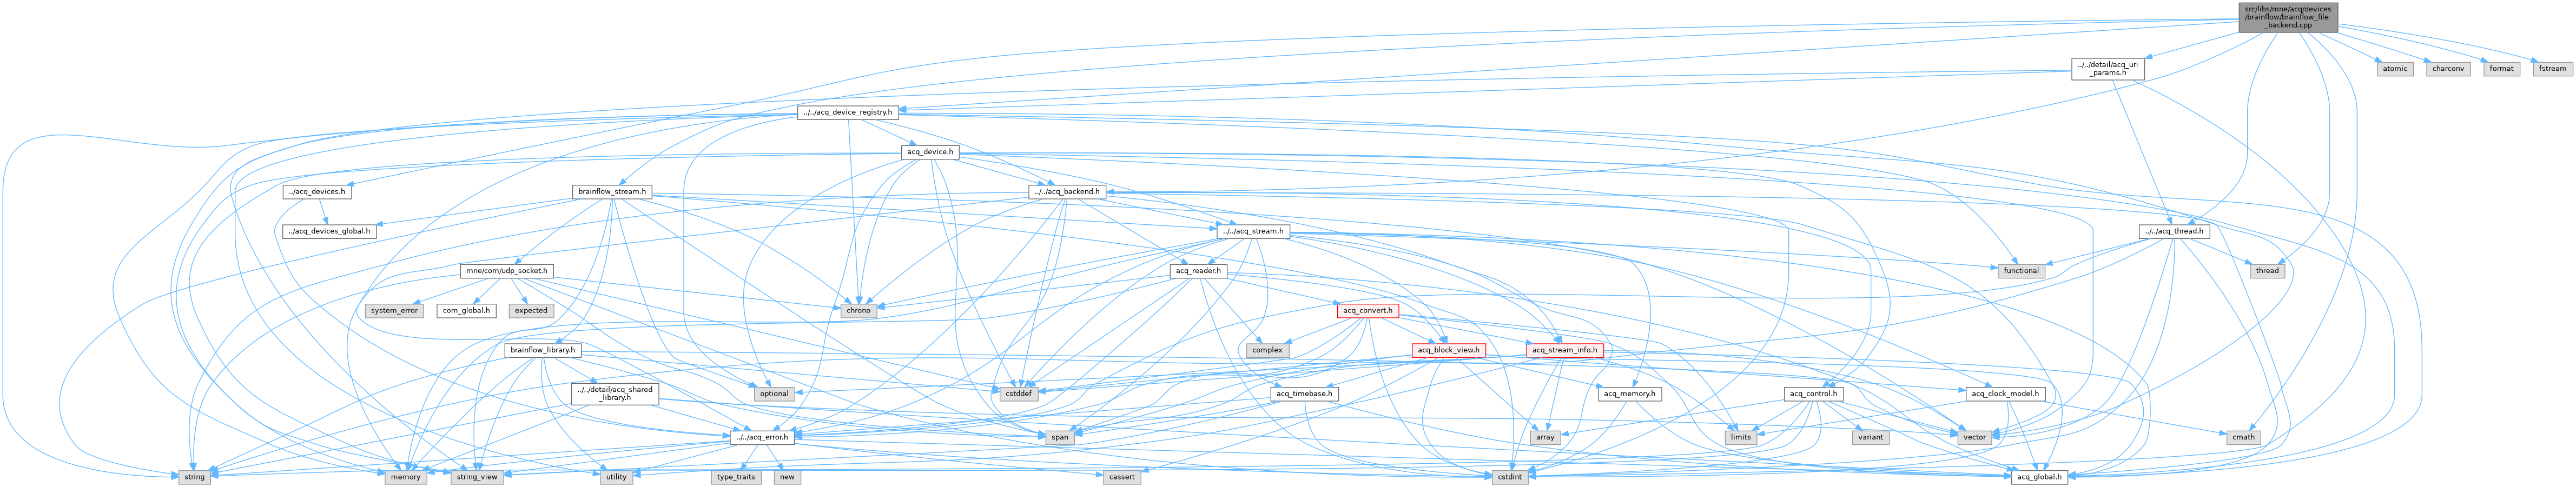 src/libs/mne/acq/devices
/brainflow/brainflow_file
_backend.cpp
../../detail/acq_uri
_params.h
atomic
charconv
format
fstream
../../acq_device_registry.h
acq_device.h
../acq_devices.h
brainflow_stream.h
../../acq_backend.h
../acq_devices_global.h
../../acq_stream.h
../../acq_thread.h
mne/com/udp_socket.h
acq_reader.h
functional
thread
system_error
com_global.h
expected
chrono
acq_convert.h
brainflow_library.h
complex
acq_block_view.h
acq_stream_info.h
../../detail/acq_shared
_library.h
optional
cstddef
acq_timebase.h
acq_memory.h
acq_control.h
acq_clock_model.h
../../acq_error.h
span
array
limits
variant
vector
cmath
string
memory
string_view
utility
type_traits
new
cassert
cstdint
acq_global.h